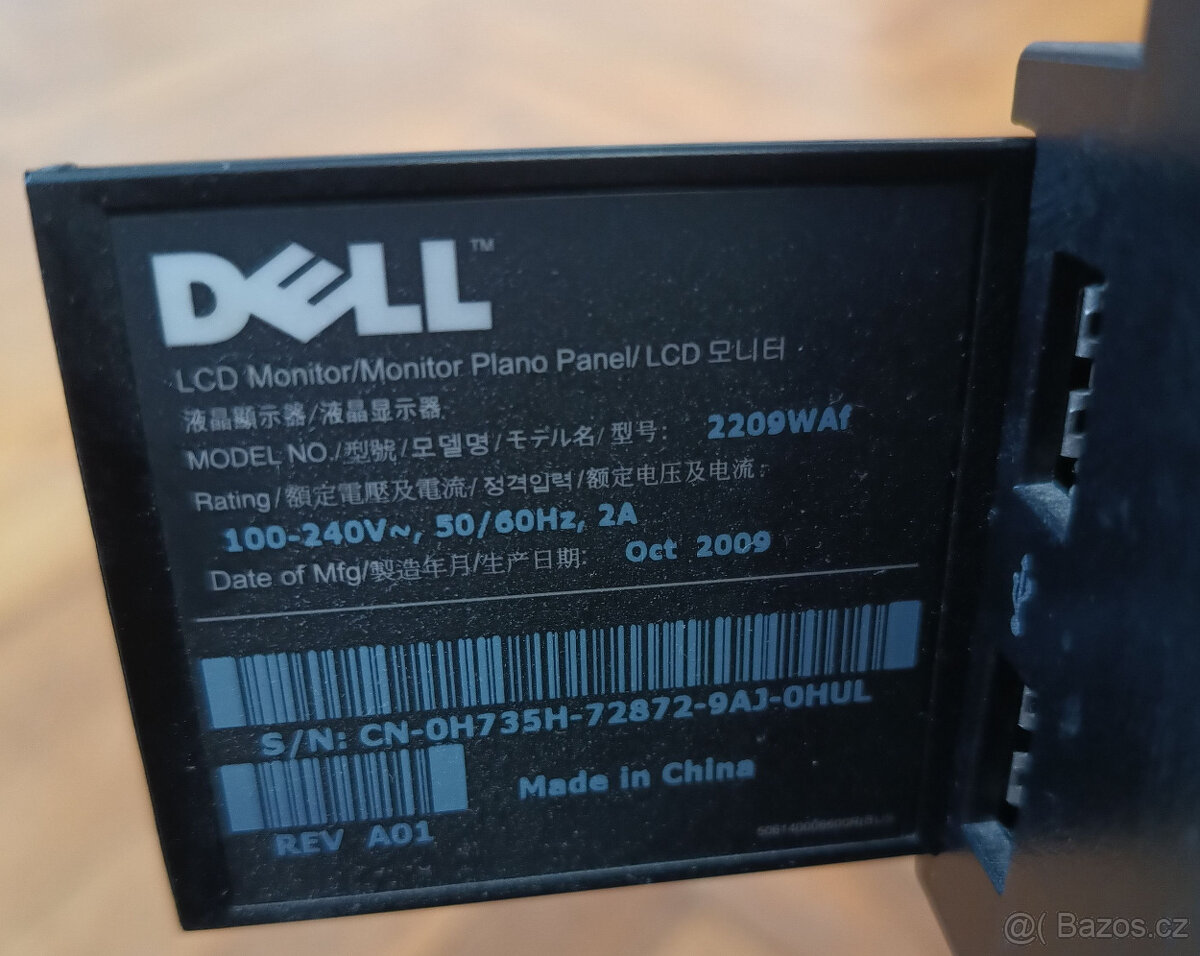 DELL™
LCD Monitor/Monitor Plano Panel/LCD 모니터
液晶顯示器/液晶显示器
MODEL NO./型號/모델명/モデル名/型号: 2209WAf
Rating/額定電壓及電流/정격입력/额定电压及电流:
100-240V~, 50/60Hz, 2A
Date of Mfg/製造年月/生产日期: Oct 2009
S/N: CN-0H735H-72872-9AJ-0HUL
Made in China
REV A01
@( Bazos.cz